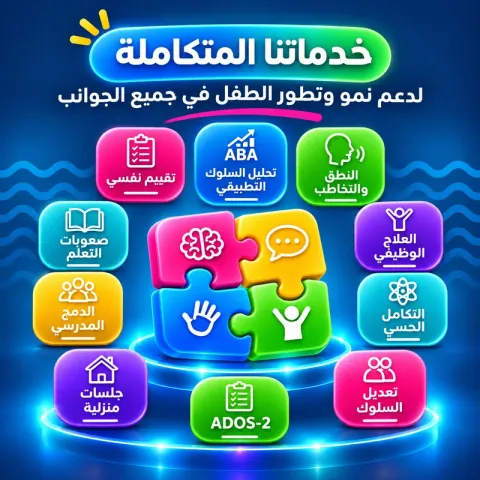 خدماتنا المتكاملة
لدعم نمو وتطور الطفل في جميع الجوانب
النطق
والتخاطب
ABA
تحليل السلوك
التطبيقي
تقييم نفسي
العلاج
الوظيفي
صعوبات
التعلم
التكامل
الحسي
الدمج
المدرسي
تعديل
السلوك
ADOS-2
جلسات
منزلية